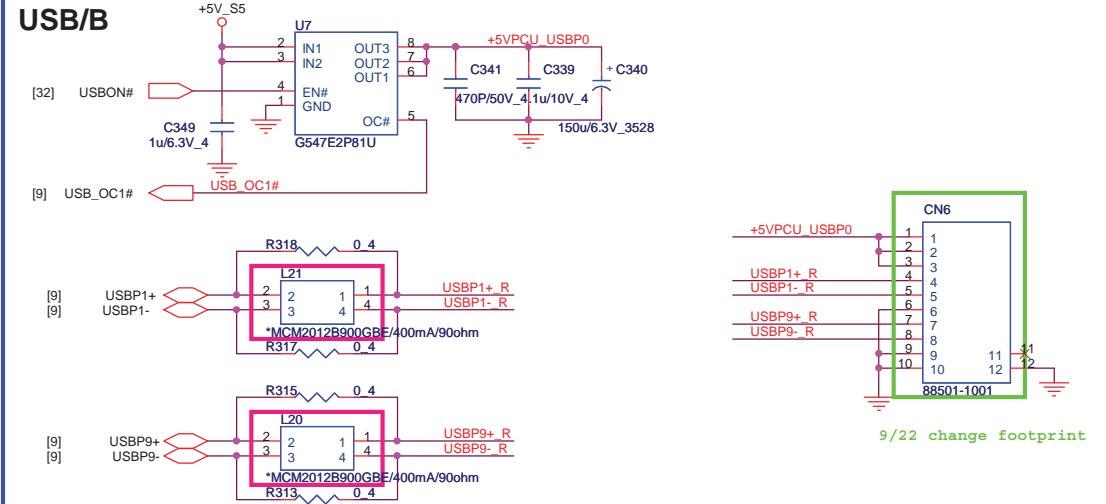 USB/B
+5V_S5
U7
2 IN1 OUT3 8 +5VPCU_USBP0
3 IN2 OUT2 7
OUT1 6
C341 C339 + C340
[32] USBON# 4 EN#
1 GND
470P/50V_4 .1u/10V_4
OC# 5
C349
1u/6.3V_4
150u/6.3V_3528
G547E2P81U
[9] USB_OC1# USB_OC1#
R318 0_4
L21
[9] USBP1+ 2 2 1 1 USBP1+_R
[9] USBP1- 3 3 4 4 USBP1-_R
*MCM2012B900GBE/400mA/90ohm
R317 0_4
R315 0_4
L20
[9] USBP9+ 2 2 1 1 USBP9+_R
[9] USBP9- 3 3 4 4 USBP9-_R
*MCM2012B900GBE/400mA/90ohm
R313 0_4
CN6
+5VPCU_USBP0 1 1
2 2
3 3
USBP1+_R 4 4
USBP1-_R 5 5
6 6
USBP9+_R 7 7
USBP9-_R 8 8
9 9 11 11
10 10 12 12
88501-1001
9/22 change footprint